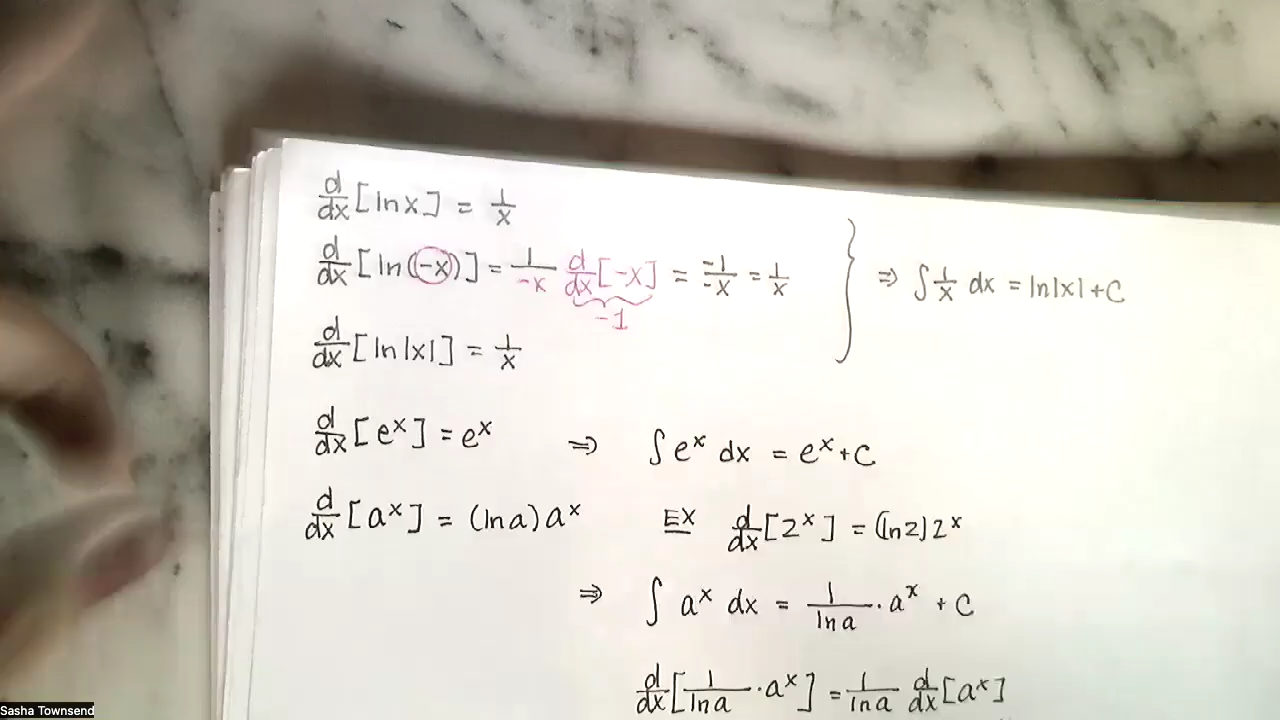 d/dx [ln x] = 1/x
d/dx [ln(-x)] = 1/-x d/dx [-x] = -1/-x = 1/x
-1
⇒ ∫ 1/x dx = ln|x| + C
d/dx [ln|x|] = 1/x
d/dx [e^x] = e^x ⇒ ∫ e^x dx = e^x + C
d/dx [a^x] = (ln a) a^x EX d/dx [2^x] = (ln 2) 2^x
⇒ ∫ a^x dx = 1/ln a · a^x + C
d/dx [1/ln a · a^x] = 1/ln a d/dx [a^x]
Sasha Townsend